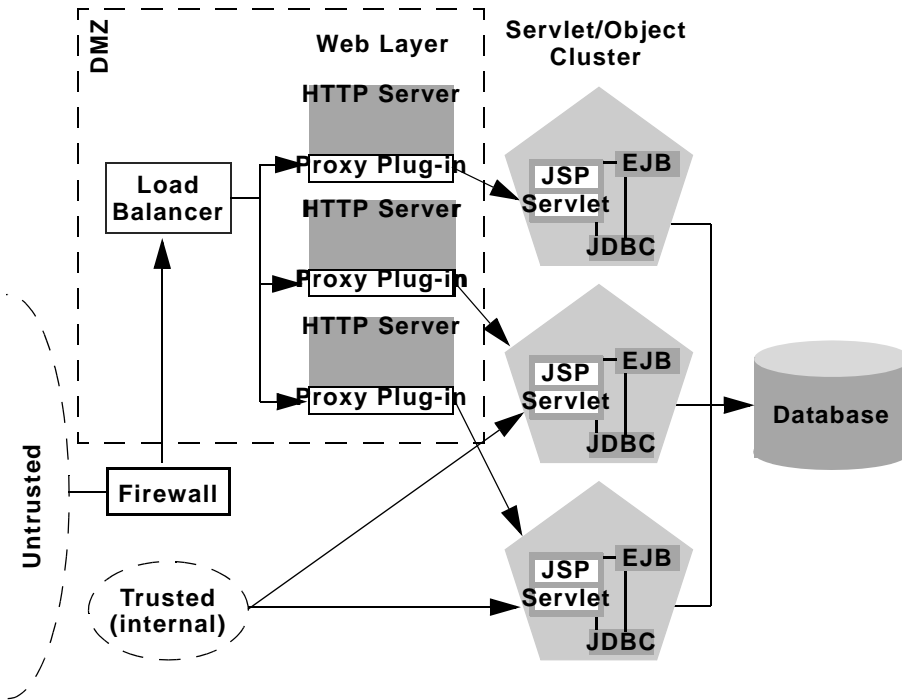 DMZ
Web Layer
Servlet/Object
Cluster
HTTP Server
Proxy Plug-in
Load
Balancer
HTTP Server
Proxy Plug-in
HTTP Server
Proxy Plug-in
JSP
Servlet
EJB
JDBC
JSP
Servlet
EJB
JDBC
Database
Untrusted
Firewall
Trusted
(internal)
JSP
Servlet
EJB
JDBC